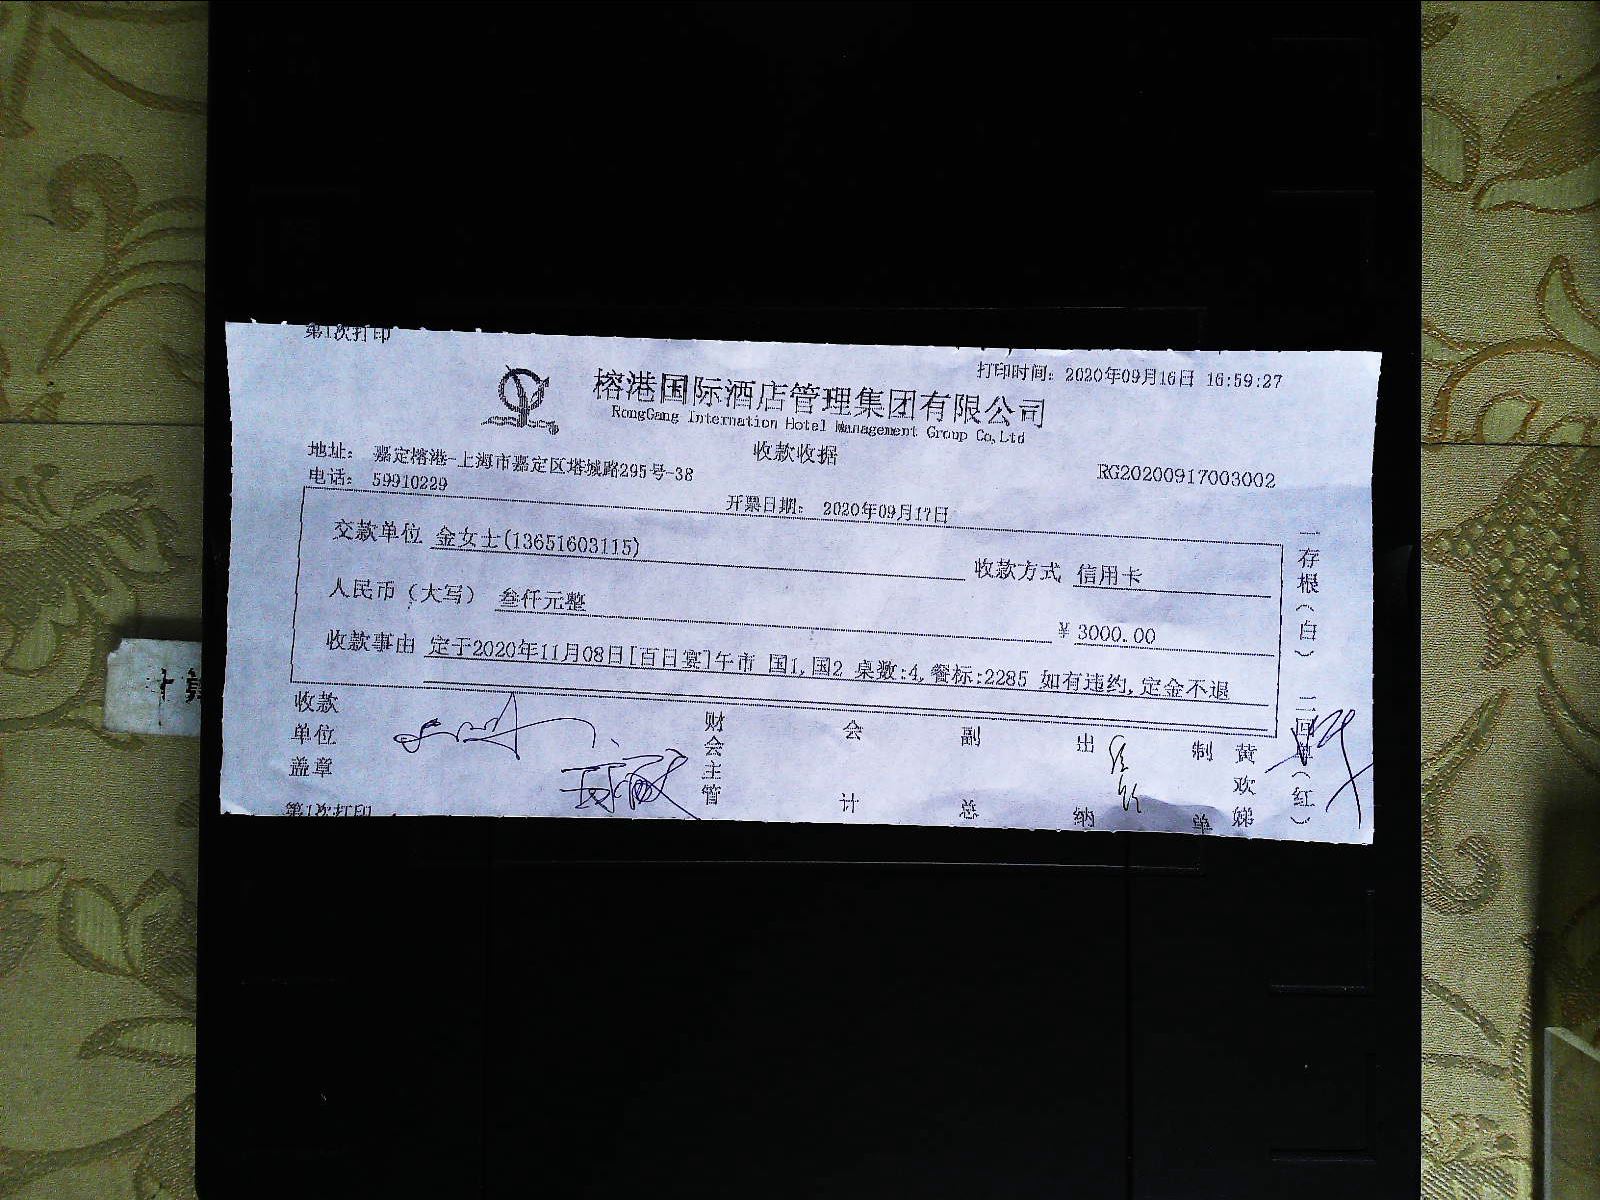 第1次打印
打印时间：2020年09月16日 16:59:27
榕港国际酒店管理集团有限公司
RongGang Internation Hotel Management Group Co,Ltd
收款收据
地址： 嘉定榕港-上海市嘉定区塔城路295号-38
RG20200917003002
电话： 59910229
开票日期： 2020年09月17日
交款单位 金女士(13651603115)
收款方式 信用卡
人民币（大写） 叁仟元整
¥ 3000.00
收款事由 定于2020年11月08日[百日宴]午市 国1,国2 桌数:4,餐标:2285 如有违约,定金不退
收款单位盖章
财会主管
会计
副总
出纳
制单
黄欢娣
一存根（白） 二回单（红）
第1次打印